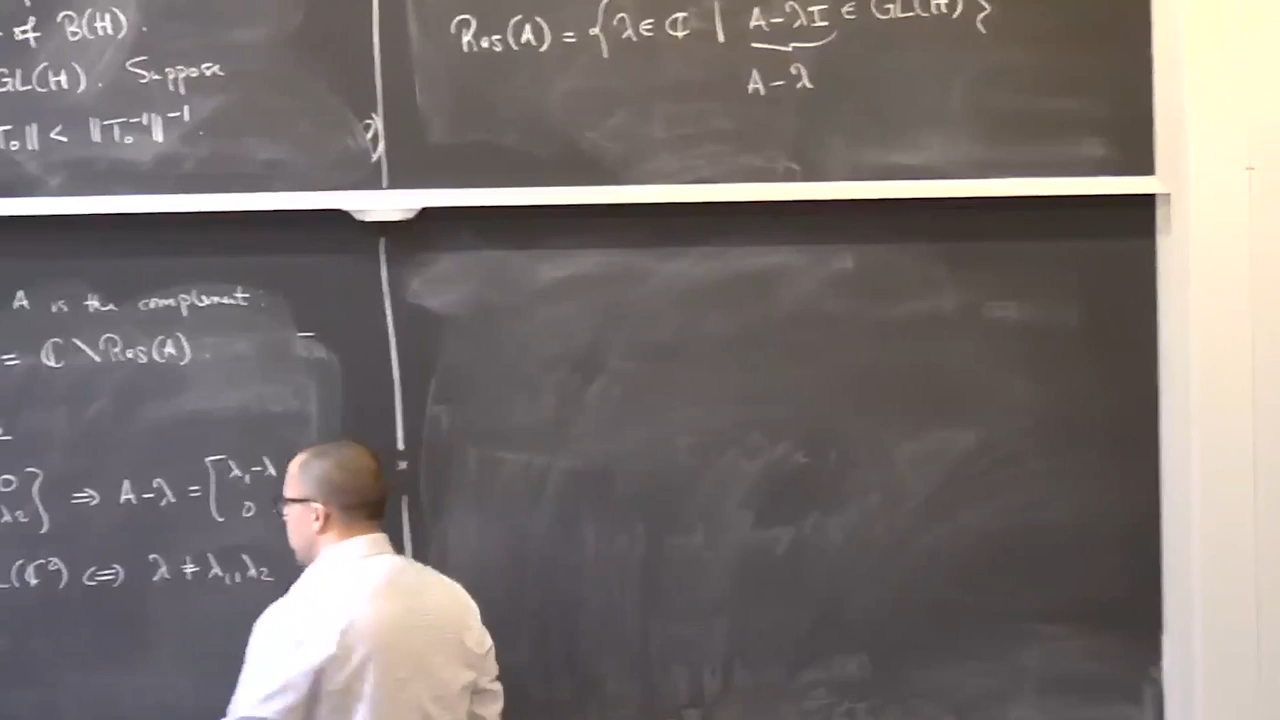 of B(H).
GL(H). Suppose
T₀‖ < ‖T₀⁻¹‖⁻¹.
Res(A) = { λ ∈ ℂ | A-λI ∈ GL(H) }
A-λ
A is the complement:
= ℂ \ Res(A).
0
λ₂ ] ⇒ A-λ = [ λ₁-λ
0
(ℂ²) ⇔ λ ≠ λ₁, λ₂